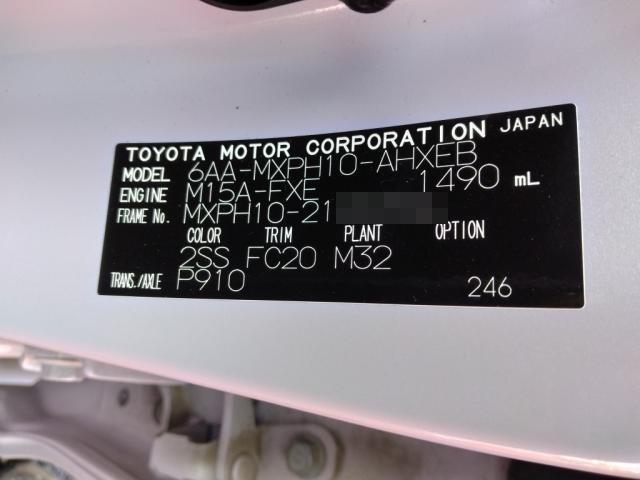 TOYOTA MOTOR CORPORATION JAPAN
MODEL 6AA-MXPH10-AHXEB
ENGINE M15A-FXE 1490 mL
FRAME No. MXPH10-21
COLOR TRIM PLANT OPTION
2SS FC20 M32
TRANS./AXLE P910 246